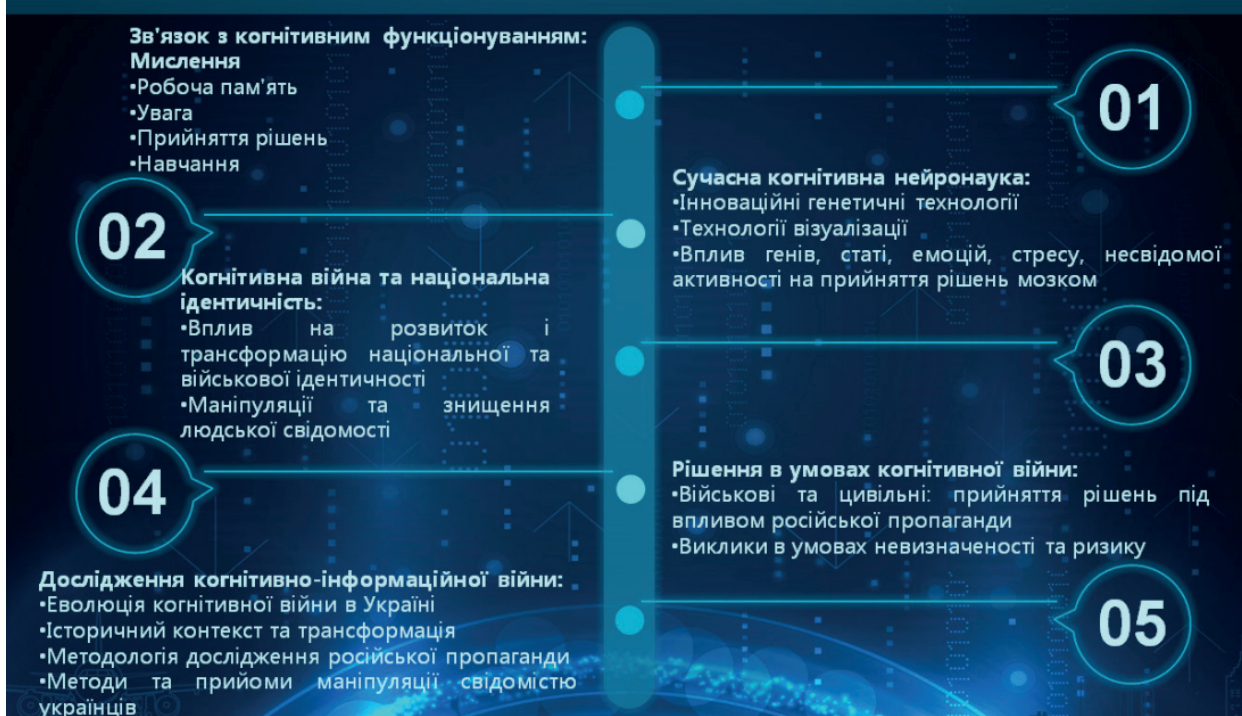 Зв'язок з когнітивним функціонуванням:
Мислення
•Робоча пам'ять
•Увага
•Прийняття рішень
•Навчання
01
02
Сучасна когнітивна нейронаука:
•Інноваційні генетичні технології
•Технології візуалізації
•Вплив генів, статі, емоцій, стресу, несвідомої
активності на прийняття рішень мозком
Когнітивна війна та національна
ідентичність:
•Вплив на розвиток і
трансформацію національної та
військової ідентичності
•Маніпуляції та знищення
людської свідомості
03
04
Рішення в умовах когнітивної війни:
•Військові та цивільні: прийняття рішень під
впливом російської пропаганди
•Виклики в умовах невизначеності та ризику
Дослідження когнітивно-інформаційної війни:
•Еволюція когнітивної війни в Україні
•Історичний контекст та трансформація
•Методологія дослідження російської пропаганди
•Методи та прийоми маніпуляції свідомістю
українців
05